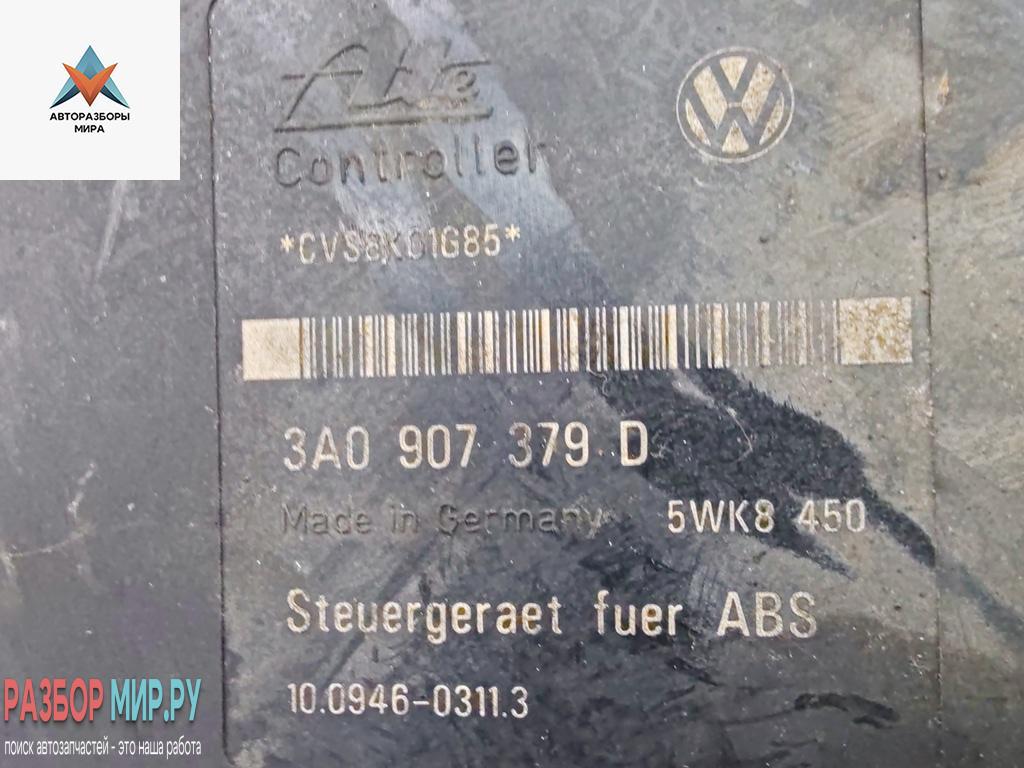 АВТОРАЗБОРЫ
МИРА
Ate
Controller
*CVS8K01G85*
3A0 907 379 D
Made in Germany 5WK8 450
Steuergeraet fuer ABS
10.0946-0311.3
РАЗБОР МИР.РУ
поиск автозапчастей - это наша работа